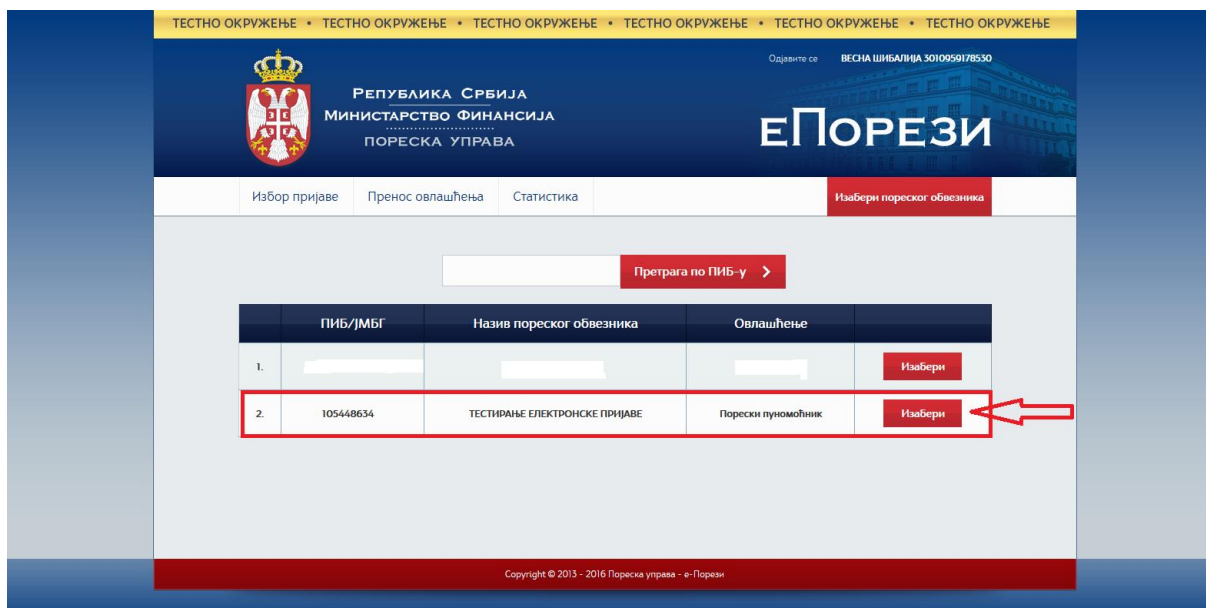 ТЕСТНО ОКРУЖЕЊЕ • ТЕСТНО ОКРУЖЕЊЕ • ТЕСТНО ОКРУЖЕЊЕ • ТЕСТНО ОКРУЖЕЊЕ • ТЕСТНО ОКРУЖЕЊЕ • ТЕСТНО ОКРУЖЕЊЕ
Одјавите се ВЕСНА ШИБАЛИЈА 3010959178530
Република Србија
Министарство Финансија
ПОРЕСКА УПРАВА
еПорези
Избор пријаве Пренос овлашћења Статистика Изабери пореског обвезника
Претрага по ПИБ-у
ПИБ/ЈМБГ Назив пореског обвезника Овлашћење
1. Изабери
2. 105448634 ТЕСТИРАЊЕ ЕЛЕКТРОНСКЕ ПРИЈАВЕ Порески пуномоћник Изабери
Copyright © 2013 - 2016 Пореска управа - е-Порези